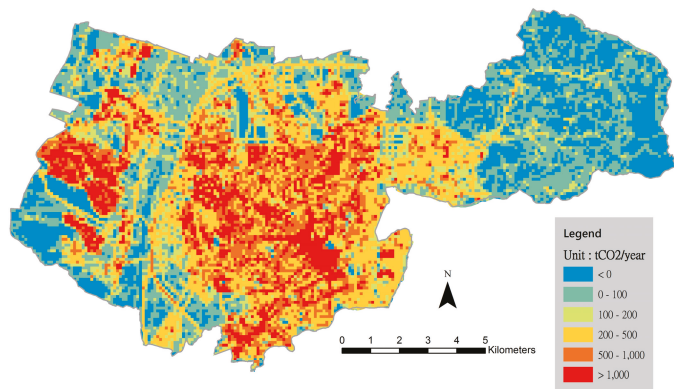 Legend
Unit : tCO2/year
< 0
0 - 100
100 - 200
200 - 500
500 - 1,000
> 1,000
N
0 1 2 3 4 5
Kilometers